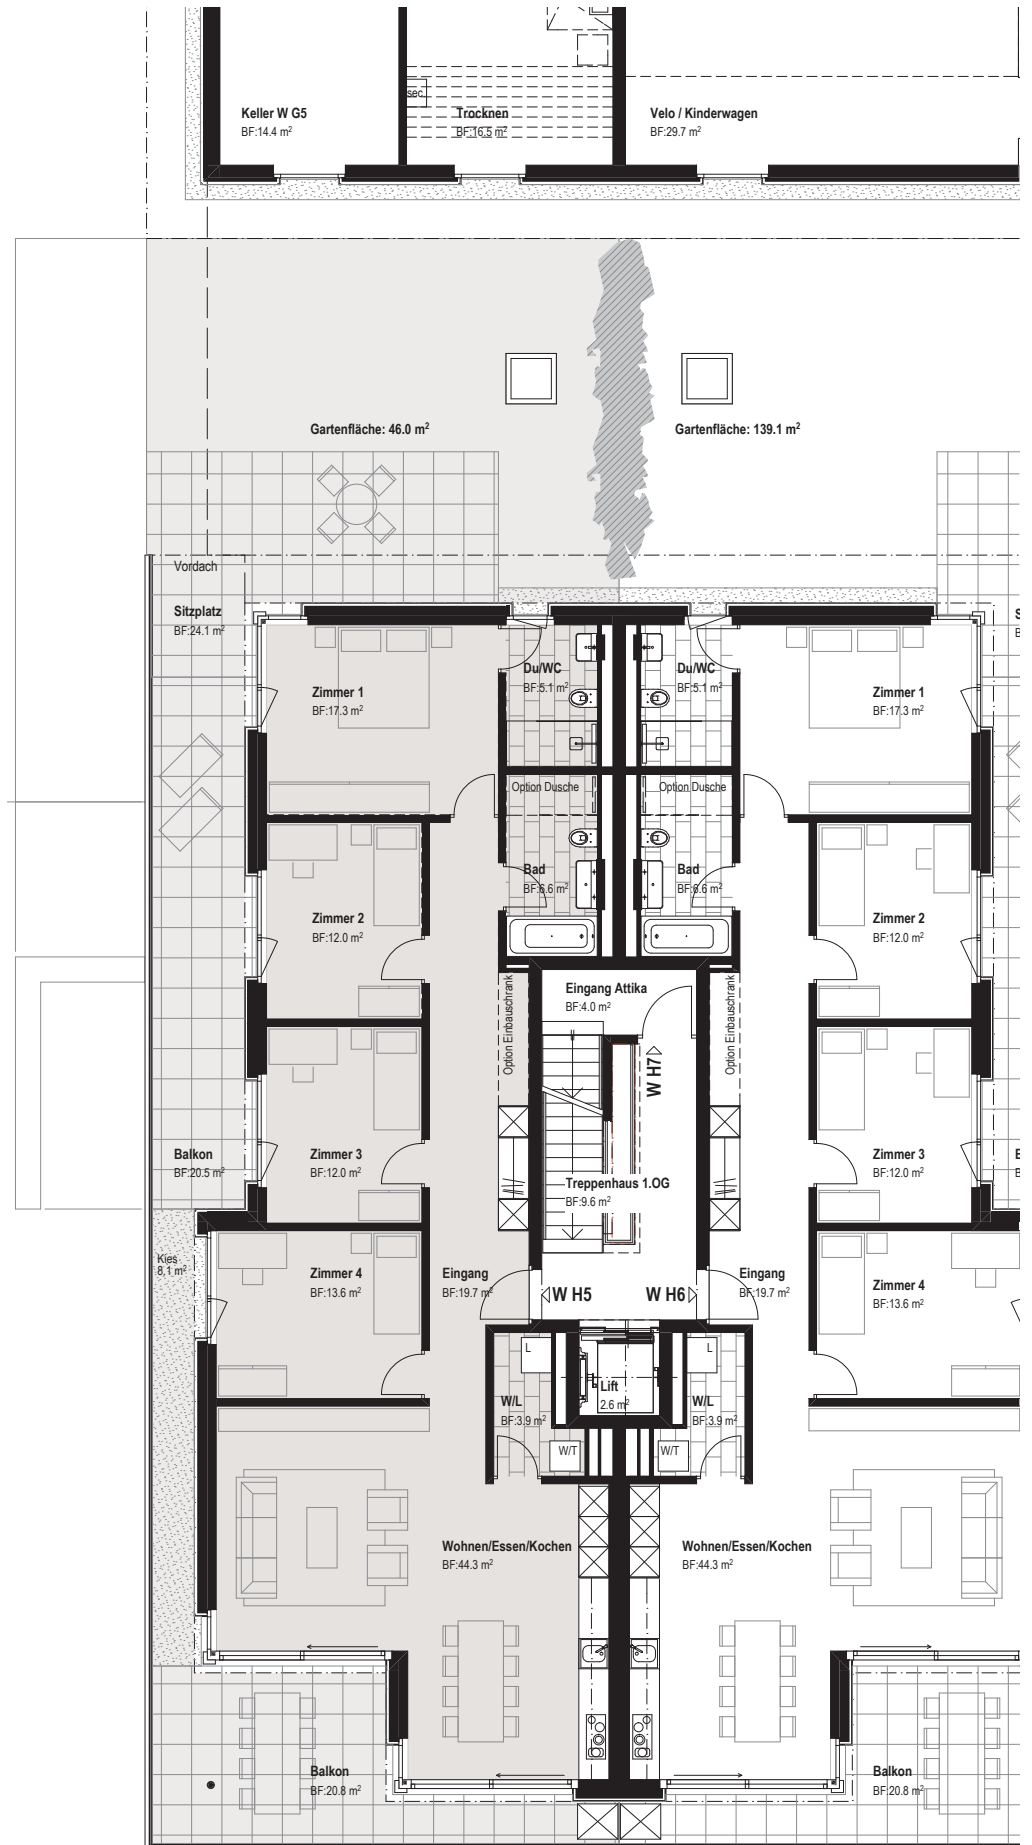 Keller W G5
BF:14.4 m²
sec.
Trocknen
BF:16.5 m²
Velo / Kinderwagen
BF:29.7 m²
Gartenfläche: 46.0 m²
Gartenfläche: 139.1 m²
Vordach
Sitzplatz
BF:24.1 m²
Zimmer 1
BF:17.3 m²
Du/WC
BF:5.1 m²
Du/WC
BF:5.1 m²
Zimmer 1
BF:17.3 m²
Option Dusche
Option Dusche
Bad
BF:6.6 m²
Bad
BF:6.6 m²
Zimmer 2
BF:12.0 m²
Zimmer 2
BF:12.0 m²
Eingang Attika
BF:4.0 m²
Option Einbauschrank
Option Einbauschrank
W H7
Balkon
BF:20.5 m²
Zimmer 3
BF:12.0 m²
Treppenhaus 1.OG
BF:9.6 m²
Zimmer 3
BF:12.0 m²
Kies
8.1 m²
Zimmer 4
BF:13.6 m²
Eingang
BF:19.7 m²
W H5
W H6
Eingang
BF:19.7 m²
Zimmer 4
BF:13.6 m²
L
L
Lift
2.6 m²
W/L
BF:3.9 m²
W/L
BF:3.9 m²
W/T
W/T
Wohnen/Essen/Kochen
BF:44.3 m²
Wohnen/Essen/Kochen
BF:44.3 m²
Balkon
BF:20.8 m²
Balkon
BF:20.8 m²